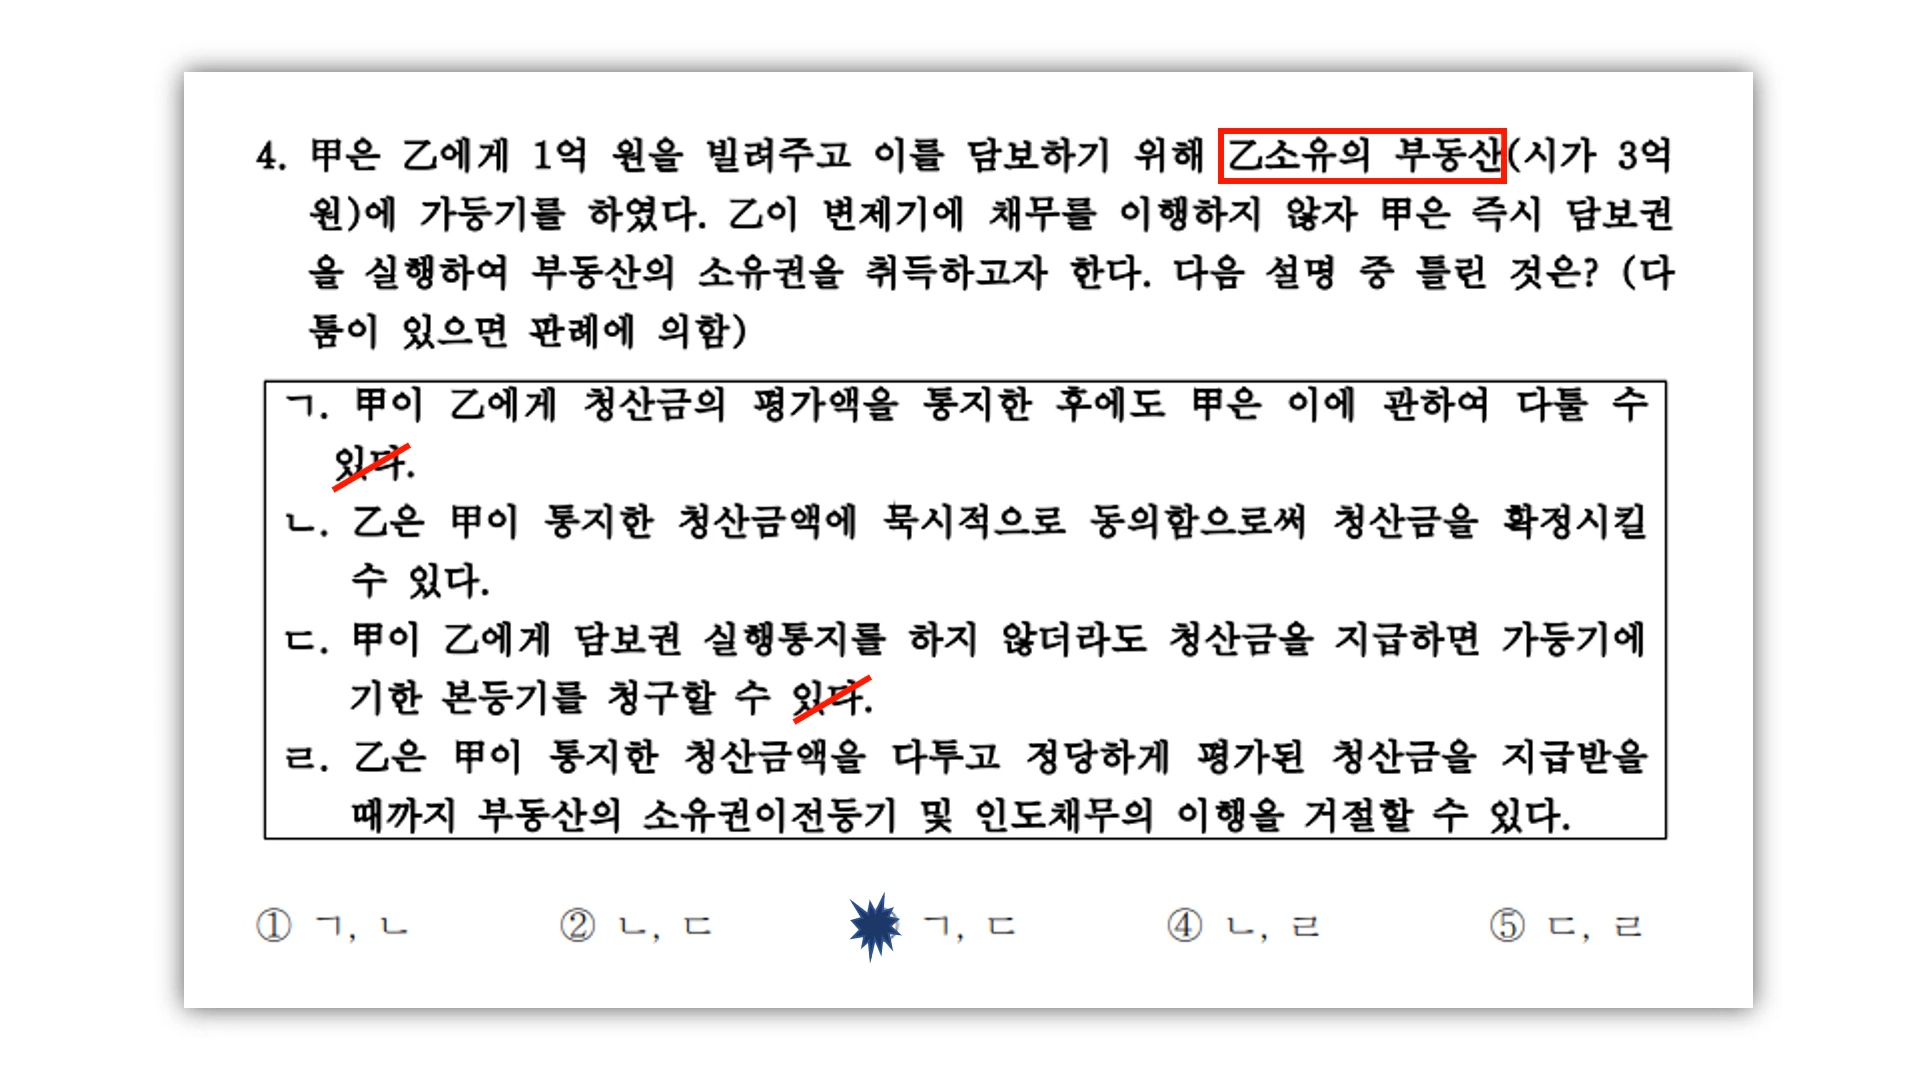 4. 甲은 乙에게 1억 원을 빌려주고 이를 담보하기 위해 乙소유의 부동산(시가 3억
원)에 가등기를 하였다. 乙이 변제기에 채무를 이행하지 않자 甲은 즉시 담보권
을 실행하여 부동산의 소유권을 취득하고자 한다. 다음 설명 중 틀린 것은? (다
툼이 있으면 판례에 의함)
ㄱ. 甲이 乙에게 청산금의 평가액을 통지한 후에도 甲은 이에 관하여 다툴 수
있다.
ㄴ. 乙은 甲이 통지한 청산금액에 묵시적으로 동의함으로써 청산금을 확정시킬
수 있다.
ㄷ. 甲이 乙에게 담보권 실행통지를 하지 않더라도 청산금을 지급하면 가등기에
기한 본등기를 청구할 수 있다.
ㄹ. 乙은 甲이 통지한 청산금액을 다투고 정당하게 평가된 청산금을 지급받을
때까지 부동산의 소유권이전등기 및 인도채무의 이행을 거절할 수 있다.
① ㄱ, ㄴ ② ㄴ, ㄷ ㄱ, ㄷ ④ ㄴ, ㄹ ⑤ ㄷ, ㄹ